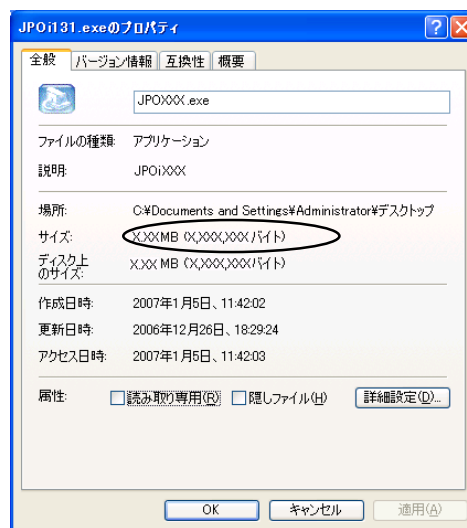 JPOi131.exeのプロパティ
全般 バージョン情報 互換性 概要
JPOXXX.exe
ファイルの種類: アプリケーション
説明: JPOiXXX
場所: C:¥Documents and Settings¥Administrator¥デスクトップ
サイズ: X.XXMB (X,XXX,XXX バイト)
ディスク上
のサイズ: X.XX MB (X,XXX,XXX バイト)
作成日時: 2007年1月5日、11:42:02
更新日時: 2006年12月26日、18:29:24
アクセス日時: 2007年1月5日、11:42:03
属性: 読み取り専用(R) 隠しファイル(H) 詳細設定(D)...
OK キャンセル 適用(A)